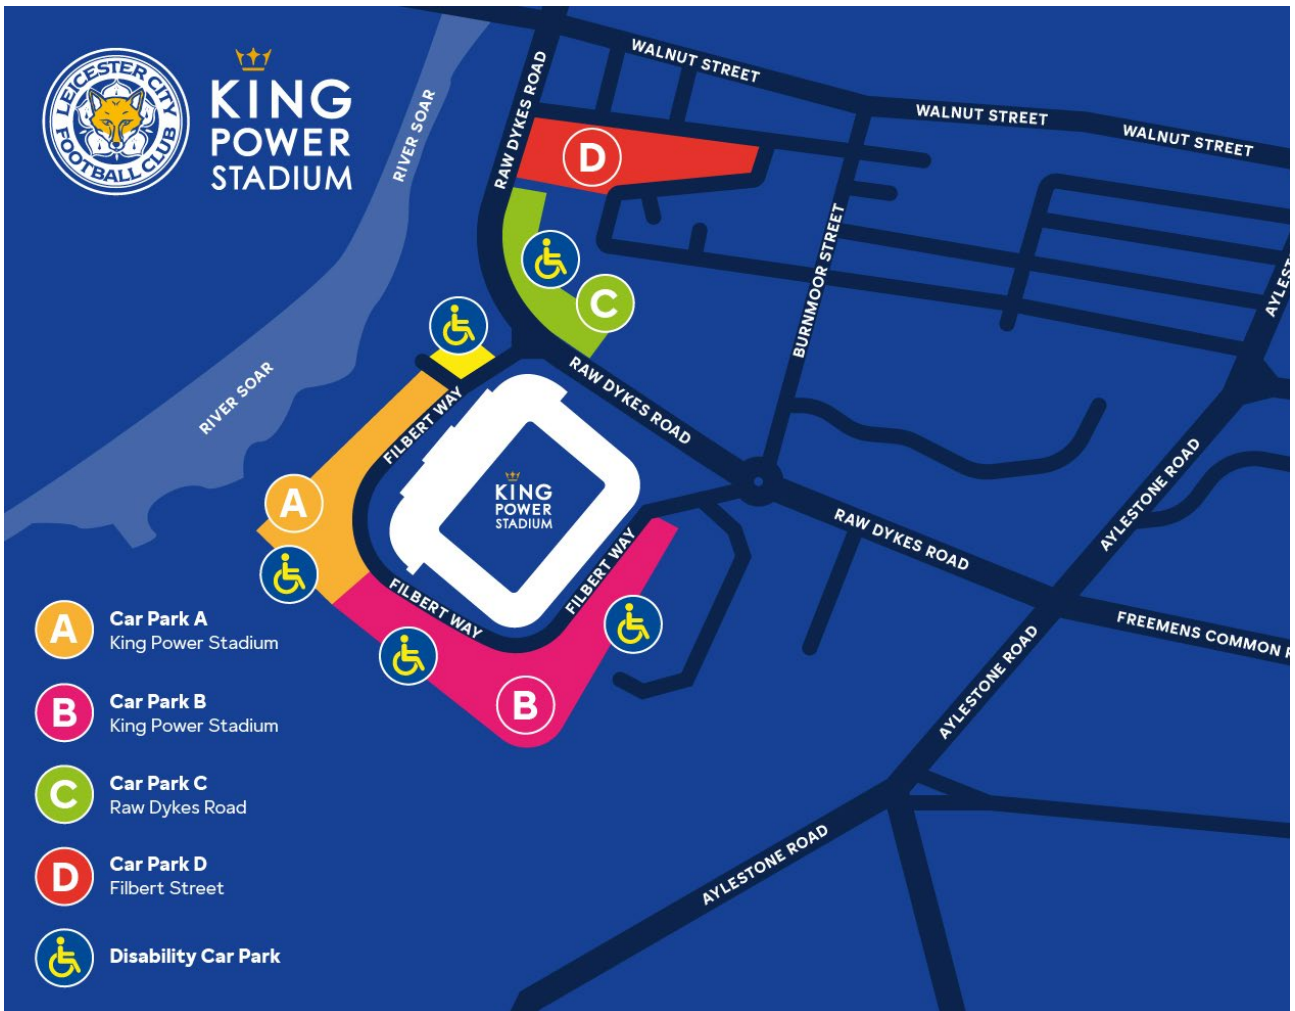 LEICESTER CITY
FOOTBALL CLUB
KING
POWER
STADIUM
WALNUT STREET
WALNUT STREET
WALNUT STREET
RAW DYKES ROAD
RIVER SOAR
D
BURNMOOR STREET
C
RAW DYKES ROAD
RIVER SOAR
FILBERT WAY
A
KING
POWER
STADIUM
FILBERT WAY
FILBERT WAY
B
RAW DYKES ROAD
AYLESTONE ROAD
FREEMENS COMMON
AYLESTONE ROAD
AYLESTONE ROAD
A
Car Park A
King Power Stadium
B
Car Park B
King Power Stadium
C
Car Park C
Raw Dykes Road
D
Car Park D
Filbert Street
Disability Car Park